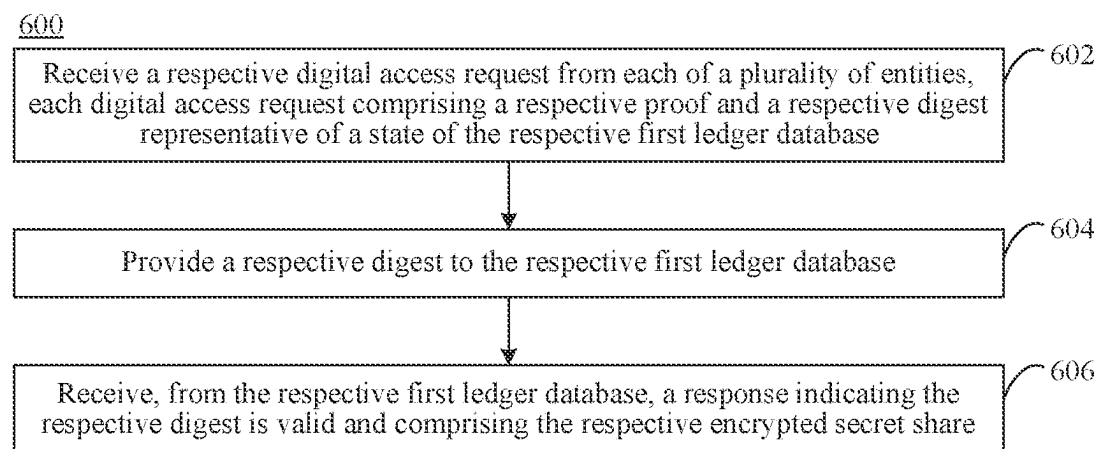 600
602
Receive a respective digital access request from each of a plurality of entities,
each digital access request comprising a respective proof and a respective digest
representative of a state of the respective first ledger database
604
Provide a respective digest to the respective first ledger database
606
Receive, from the respective first ledger database, a response indicating the
respective digest is valid and comprising the respective encrypted secret share